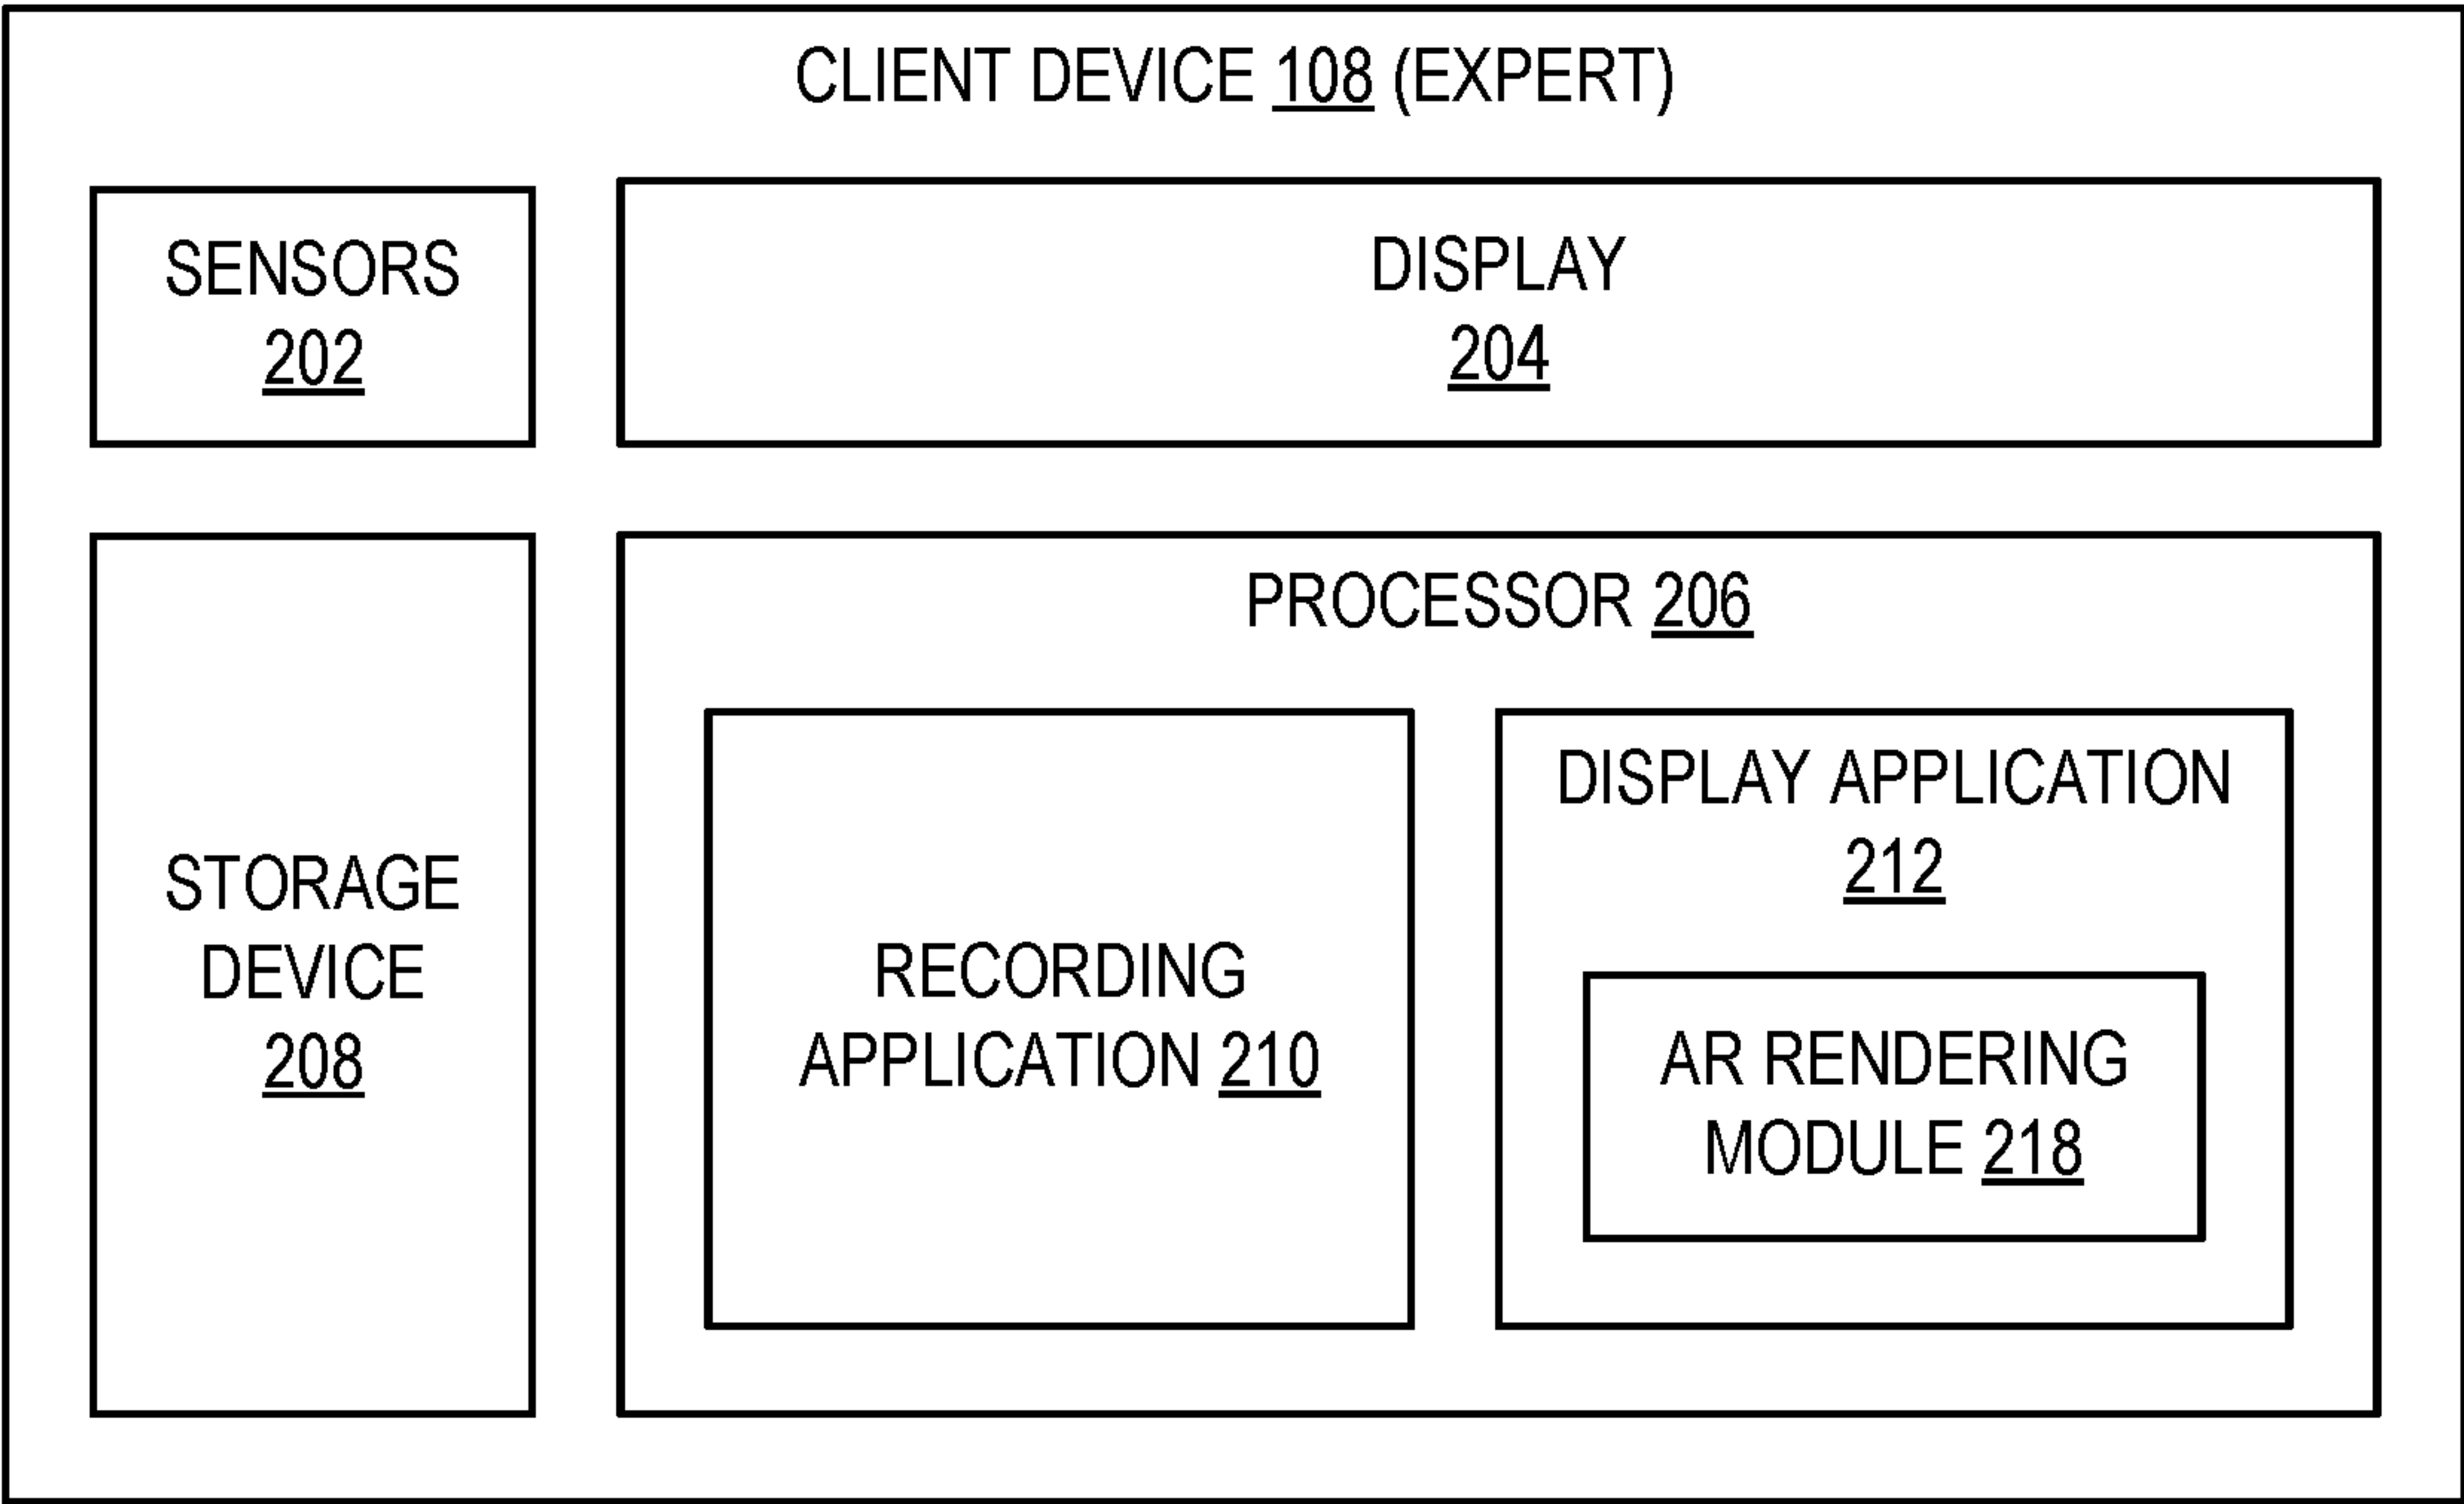 CLIENT DEVICE 108 (EXPERT)
SENSORS
202
DISPLAY
204
STORAGE
DEVICE
208
PROCESSOR 206
RECORDING
APPLICATION 210
DISPLAY APPLICATION
212
AR RENDERING
MODULE 218